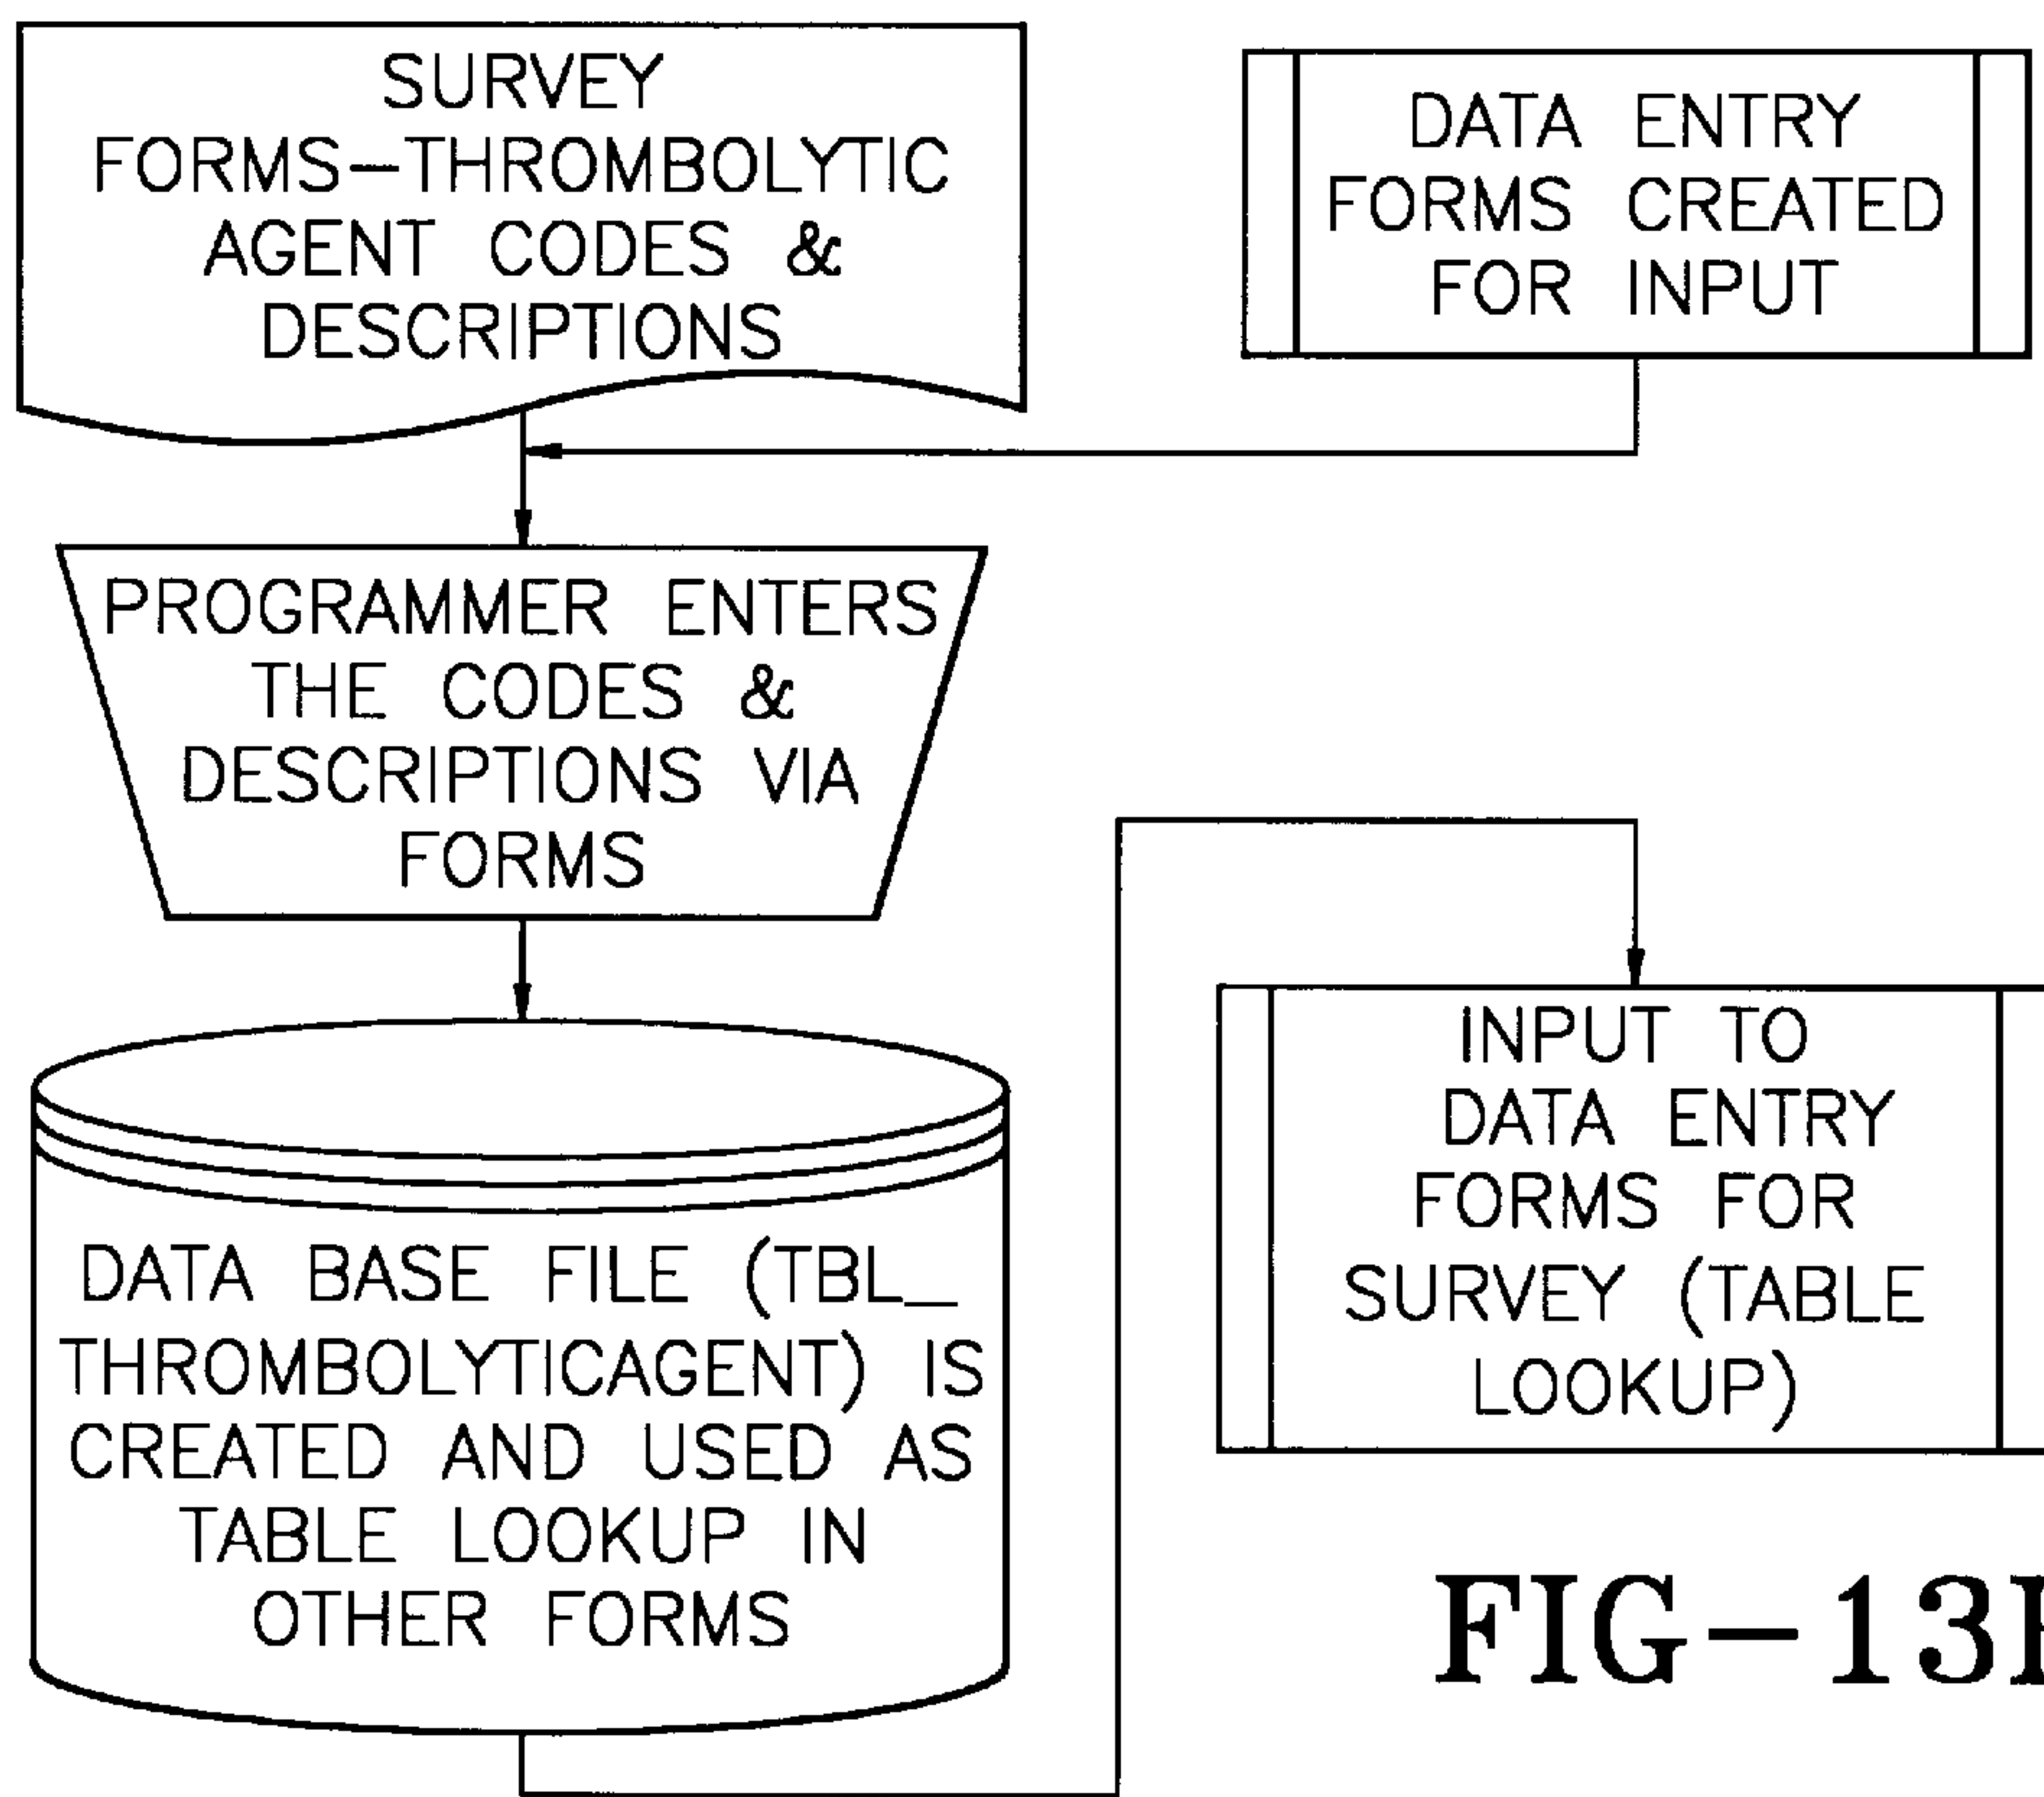 SURVEY
FORMS-THROMBOLYTIC
AGENT CODES &
DESCRIPTIONS
DATA ENTRY
FORMS CREATED
FOR INPUT
PROGRAMMER ENTERS
THE CODES &
DESCRIPTIONS VIA
FORMS
DATA BASE FILE (TBL_
THROMBOLYTICAGENT) IS
CREATED AND USED AS
TABLE LOOKUP IN
OTHER FORMS
INPUT TO
DATA ENTRY
FORMS FOR
SURVEY (TABLE
LOOKUP)
FIG-13